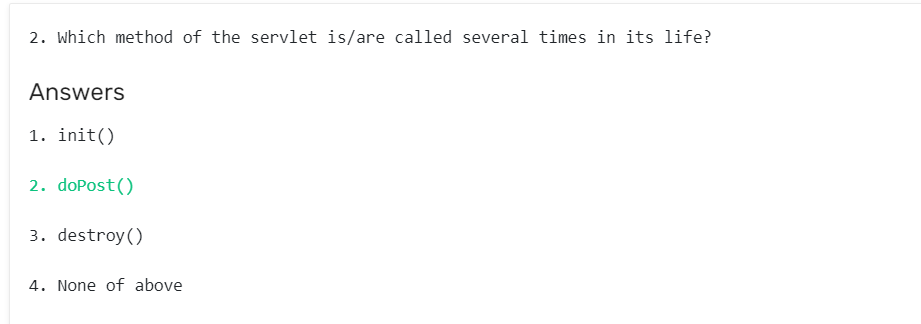 2. Which method of the servlet is/are called several times in its life?
Answers
1. init()
2. doPost()
3. destroy()
4. None of above